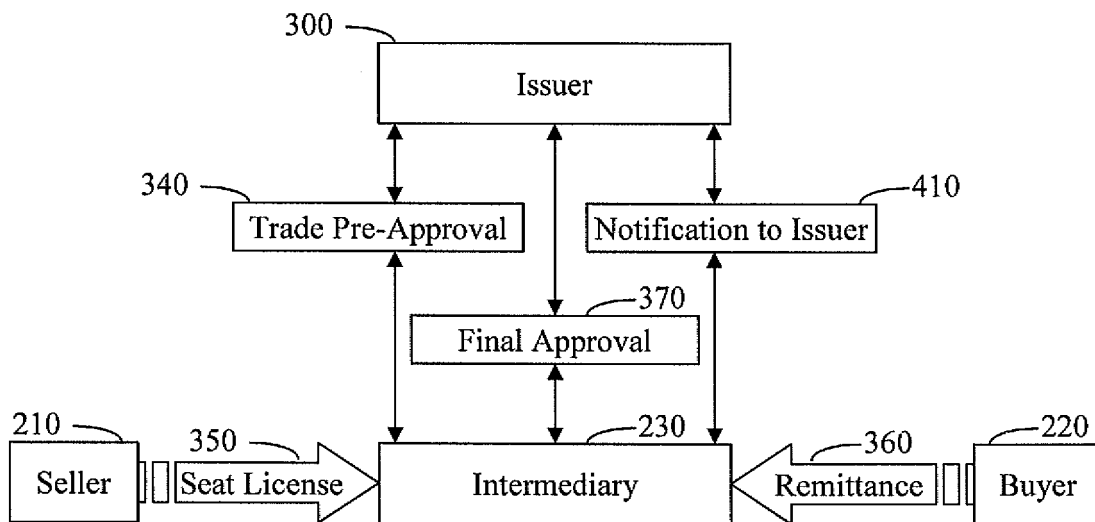 300
Issuer
340
410
Trade Pre-Approval
Notification to Issuer
370
Final Approval
210
350
230
360
220
Seller
Seat License
Intermediary
Remittance
Buyer